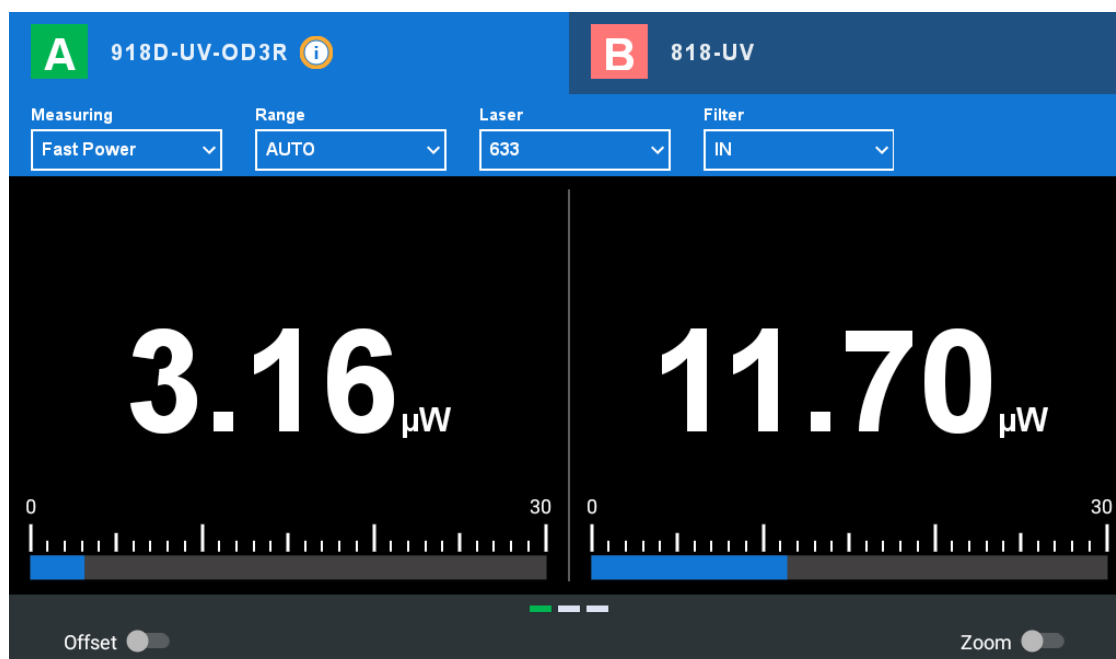 A 918D-UV-OD3R i B 818-UV
Measuring Range Laser Filter
Fast Power AUTO 633 IN
3.16 µW 11.70 µW
0 30 0 30
Offset Zoom